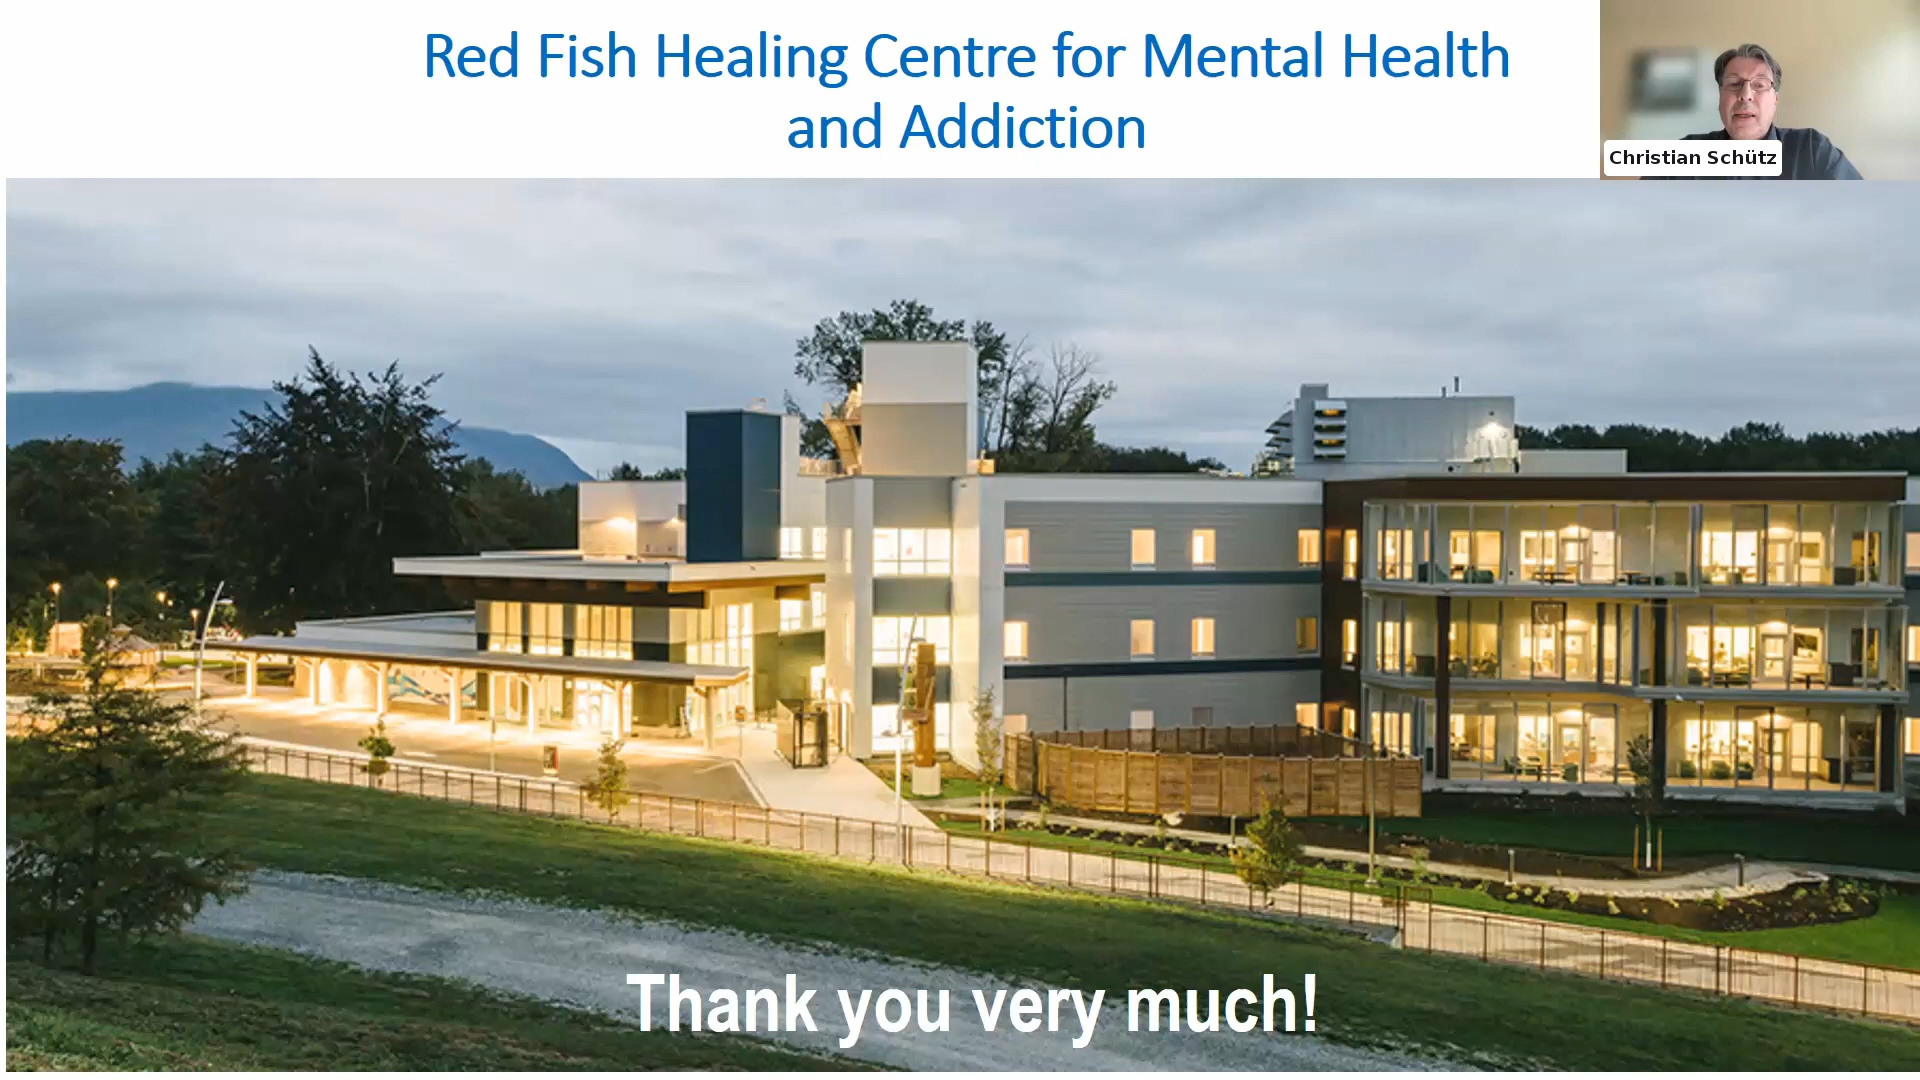 Red Fish Healing Centre for Mental Health
and Addiction
Christian Schütz
Thank you very much!